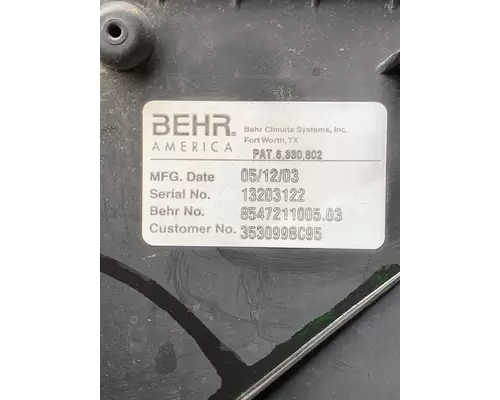 BEHR®
AMERICA
Behr Climate Systems, Inc.
Fort Worth, TX
PAT.6,330,802
MFG. Date 05/12/03
Serial No. 13203122
Behr No. 8547211005.03
Customer No. 3530998C95